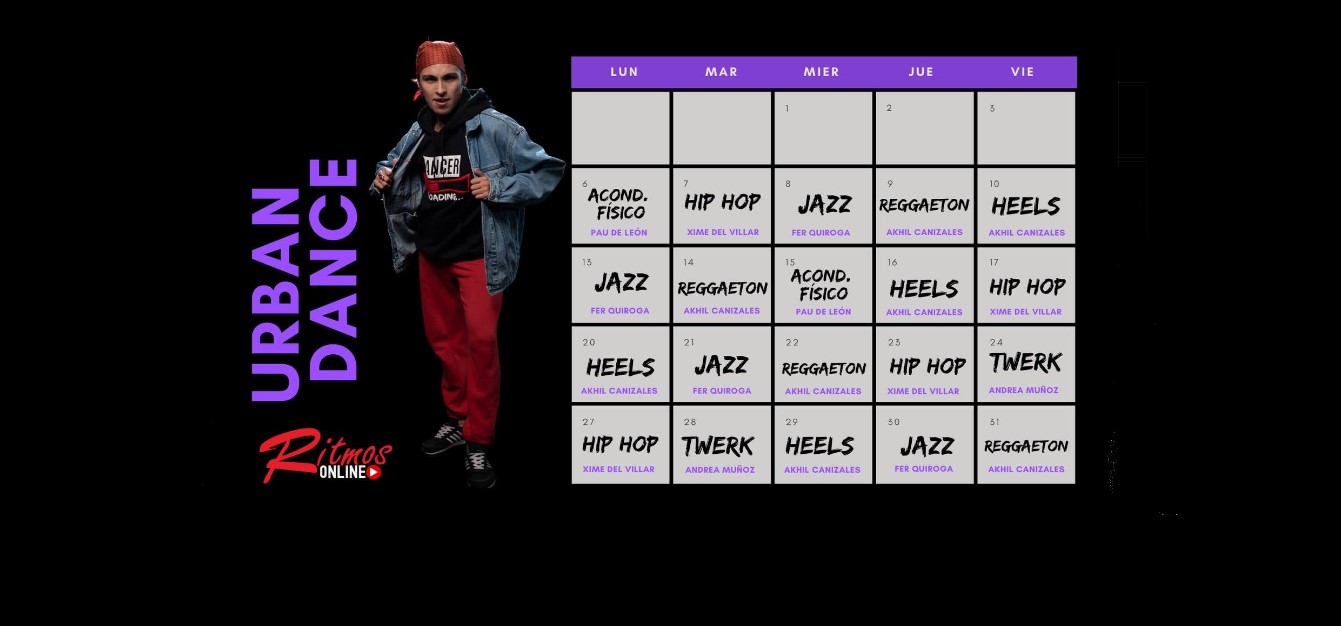 URBAN
DANCE
ANCER
OADING..
Ritmos
ONLINE
LUN MAR MIER JUE VIE
1 2 3
6 7 8 9 10
ACOND.
FÍSICO HIP HOP JAZZ REGGAETON HEELS
PAU DE LEÓN XIME DEL VILLAR FER QUIROGA AKHIL CANIZALES AKHIL CANIZALES
13 14 15 16 17
JAZZ REGGAETON ACOND.
FÍSICO HEELS HIP HOP
FER QUIROGA AKHIL CANIZALES PAU DE LEÓN AKHIL CANIZALES XIME DEL VILLAR
20 21 22 23 24
HEELS JAZZ REGGAETON HIP HOP TWERK
AKHIL CANIZALES FER QUIROGA AKHIL CANIZALES XIME DEL VILLAR ANDREA MUÑOZ
27 28 29 30 31
HIP HOP TWERK HEELS JAZZ REGGAETON
XIME DEL VILLAR ANDREA MUÑOZ AKHIL CANIZALES FER QUIROGA AKHIL CANIZALES